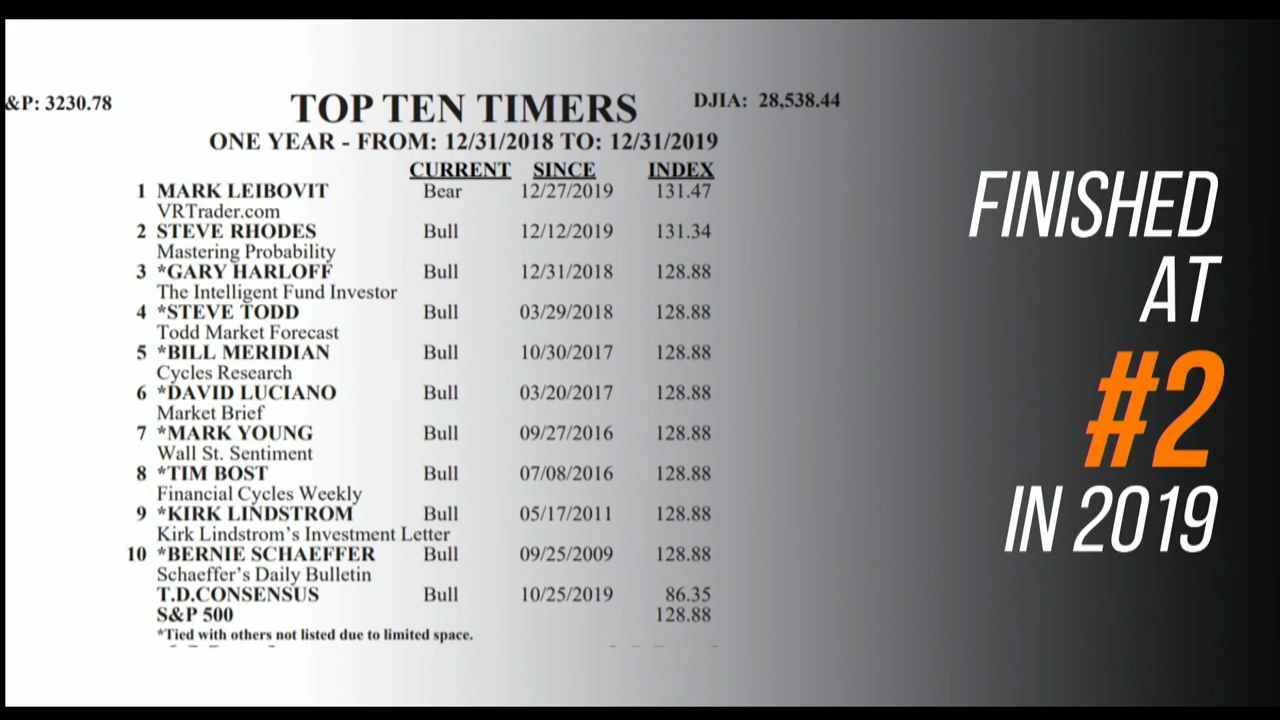 &P: 3230.78
TOP TEN TIMERS
DJIA: 28,538.44
ONE YEAR - FROM: 12/31/2018 TO: 12/31/2019
CURRENT SINCE INDEX
1 MARK LEIBOVIT Bear 12/27/2019 131.47
VRTrader.com
2 STEVE RHODES Bull 12/12/2019 131.34
Mastering Probability
3 *GARY HARLOFF Bull 12/31/2018 128.88
The Intelligent Fund Investor
4 *STEVE TODD Bull 03/29/2018 128.88
Todd Market Forecast
5 *BILL MERIDIAN Bull 10/30/2017 128.88
Cycles Research
6 *DAVID LUCIANO Bull 03/20/2017 128.88
Market Brief
7 *MARK YOUNG Bull 09/27/2016 128.88
Wall St. Sentiment
8 *TIM BOST Bull 07/08/2016 128.88
Financial Cycles Weekly
9 *KIRK LINDSTROM Bull 05/17/2011 128.88
Kirk Lindstrom's Investment Letter
10 *BERNIE SCHAEFFER Bull 09/25/2009 128.88
Schaeffer's Daily Bulletin
T.D.CONSENSUS Bull 10/25/2019 86.35
S&P 500 128.88
*Tied with others not listed due to limited space.
FINISHED
AT
#2
IN 2019